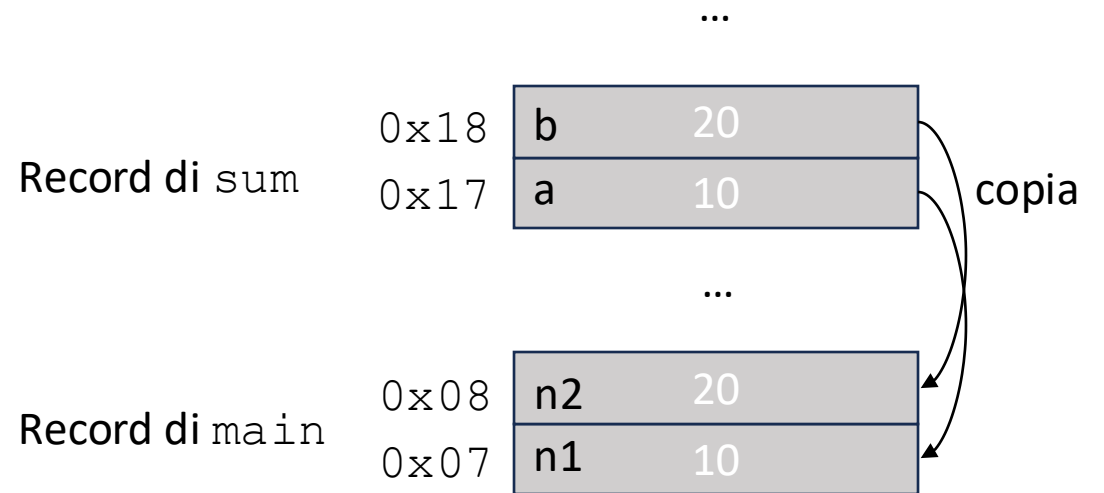 ...
0x18 b 20
Record di sum
0x17 a 10
copia
...
0x08 n2 20
Record di main
0x07 n1 10